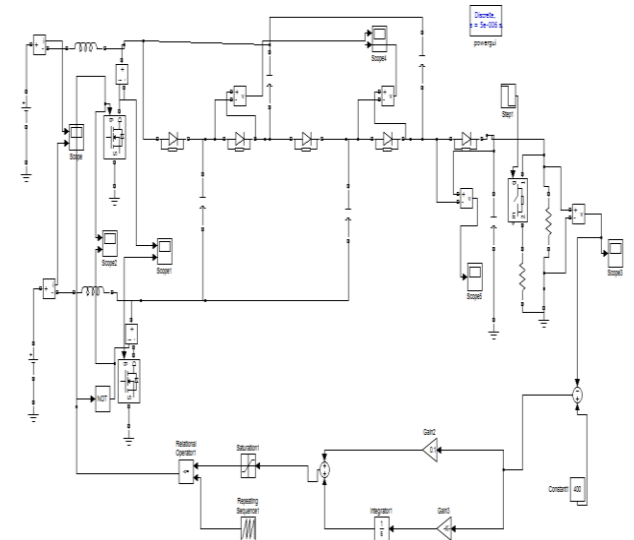 Discrete,
s = 5e-006 s
powergui
Scope4
Step1
Scope
Scope2
Scope1
Scope5
Scope3
NOT
Relational
Operator1
Saturation1
Repeating
Sequence1
Gain2
Integrator1
1
s
Gain3
Constant1
400